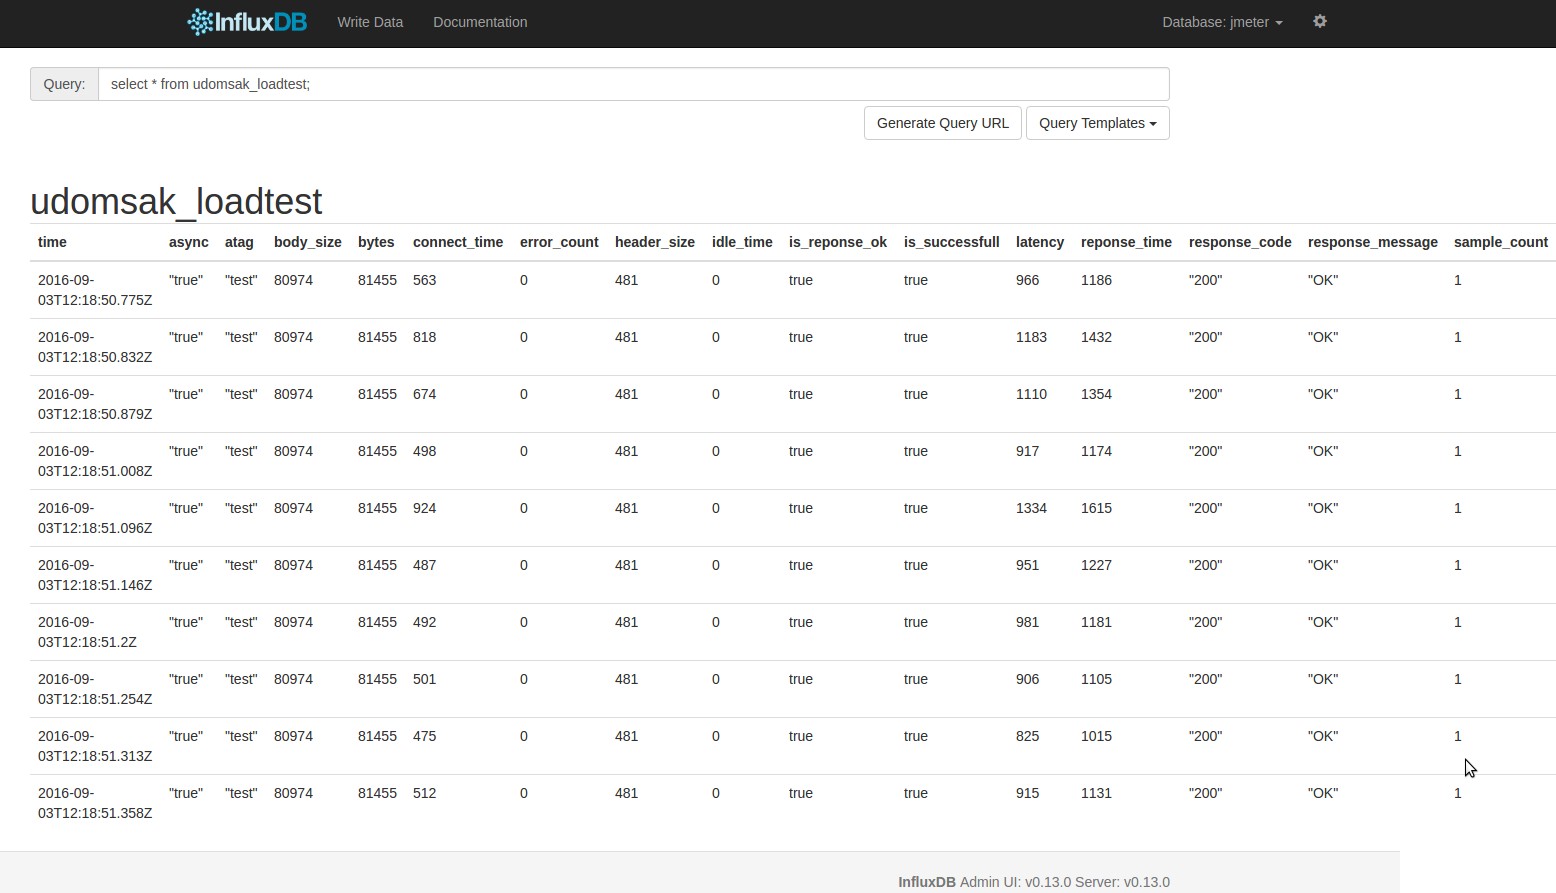 InfluxDB Write Data Documentation Database: jmeter
Query: select * from udomsak_loadtest;
Generate Query URL Query Templates
udomsak_loadtest
time async atag body_size bytes connect_time error_count header_size idle_time is_reponse_ok is_successfull latency reponse_time response_code response_message sample_count
2016-09- "true" "test" 80974 81455 563 0 481 0 true true 966 1186 "200" "OK" 1
03T12:18:50.775Z
2016-09- "true" "test" 80974 81455 818 0 481 0 true true 1183 1432 "200" "OK" 1
03T12:18:50.832Z
2016-09- "true" "test" 80974 81455 674 0 481 0 true true 1110 1354 "200" "OK" 1
03T12:18:50.879Z
2016-09- "true" "test" 80974 81455 498 0 481 0 true true 917 1174 "200" "OK" 1
03T12:18:51.008Z
2016-09- "true" "test" 80974 81455 924 0 481 0 true true 1334 1615 "200" "OK" 1
03T12:18:51.096Z
2016-09- "true" "test" 80974 81455 487 0 481 0 true true 951 1227 "200" "OK" 1
03T12:18:51.146Z
2016-09- "true" "test" 80974 81455 492 0 481 0 true true 981 1181 "200" "OK" 1
03T12:18:51.2Z
2016-09- "true" "test" 80974 81455 501 0 481 0 true true 906 1105 "200" "OK" 1
03T12:18:51.254Z
2016-09- "true" "test" 80974 81455 475 0 481 0 true true 825 1015 "200" "OK" 1
03T12:18:51.313Z
2016-09- "true" "test" 80974 81455 512 0 481 0 true true 915 1131 "200" "OK" 1
03T12:18:51.358Z
InfluxDB Admin UI: v0.13.0 Server: v0.13.0